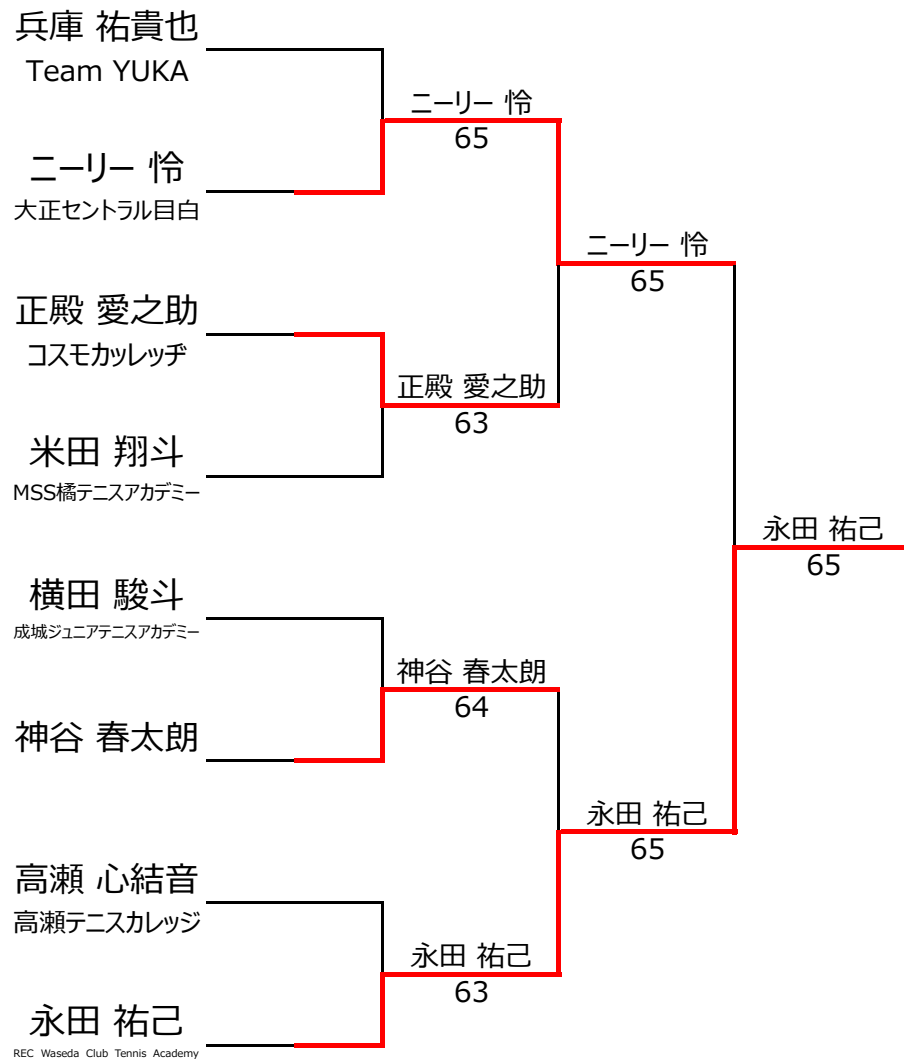 兵庫 祐貴也
Team YUKA
ニーリー 怜
65
ニーリー 怜
大正セントラル目白
ニーリー 怜
65
正殿 愛之助
コスモカッレッヂ
正殿 愛之助
63
米田 翔斗
MSS橘テニスアカデミー
永田 祐己
65
横田 駿斗
成城ジュニアテニスアカデミー
神谷 春太朗
64
神谷 春太朗
永田 祐己
65
高瀬 心結音
高瀬テニスカレッジ
永田 祐己
63
永田 祐己
REC Waseda Club Tennis Academy